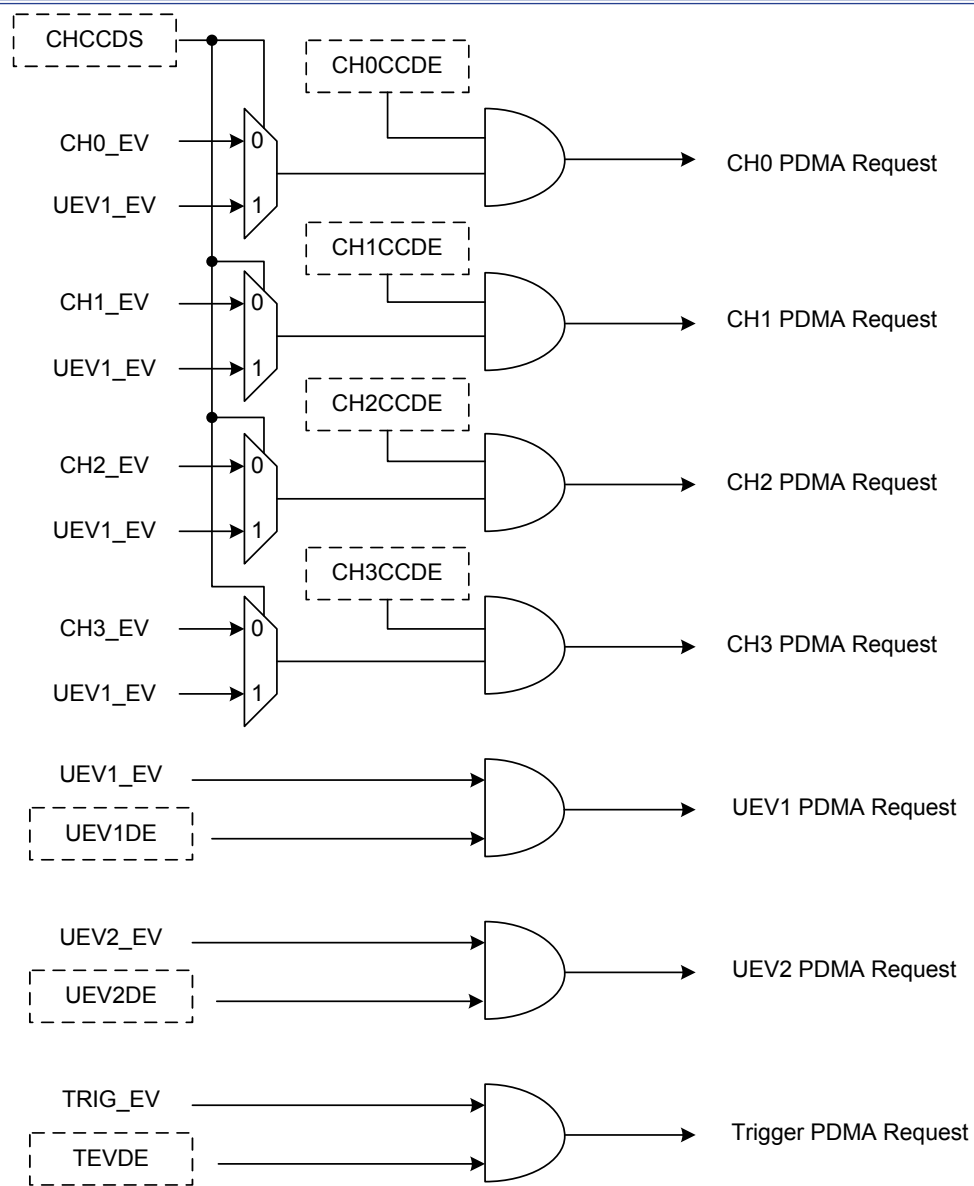 CHCCDS
CH0CCDE
CH0_EV
0
CH0 PDMA Request
UEV1_EV
1
CH1CCDE
CH1_EV
0
CH1 PDMA Request
UEV1_EV
1
CH2CCDE
CH2_EV
0
CH2 PDMA Request
UEV1_EV
1
CH3CCDE
CH3_EV
0
CH3 PDMA Request
UEV1_EV
1
UEV1_EV
UEV1 PDMA Request
UEV1DE
UEV2_EV
UEV2 PDMA Request
UEV2DE
TRIG_EV
Trigger PDMA Request
TEVDE